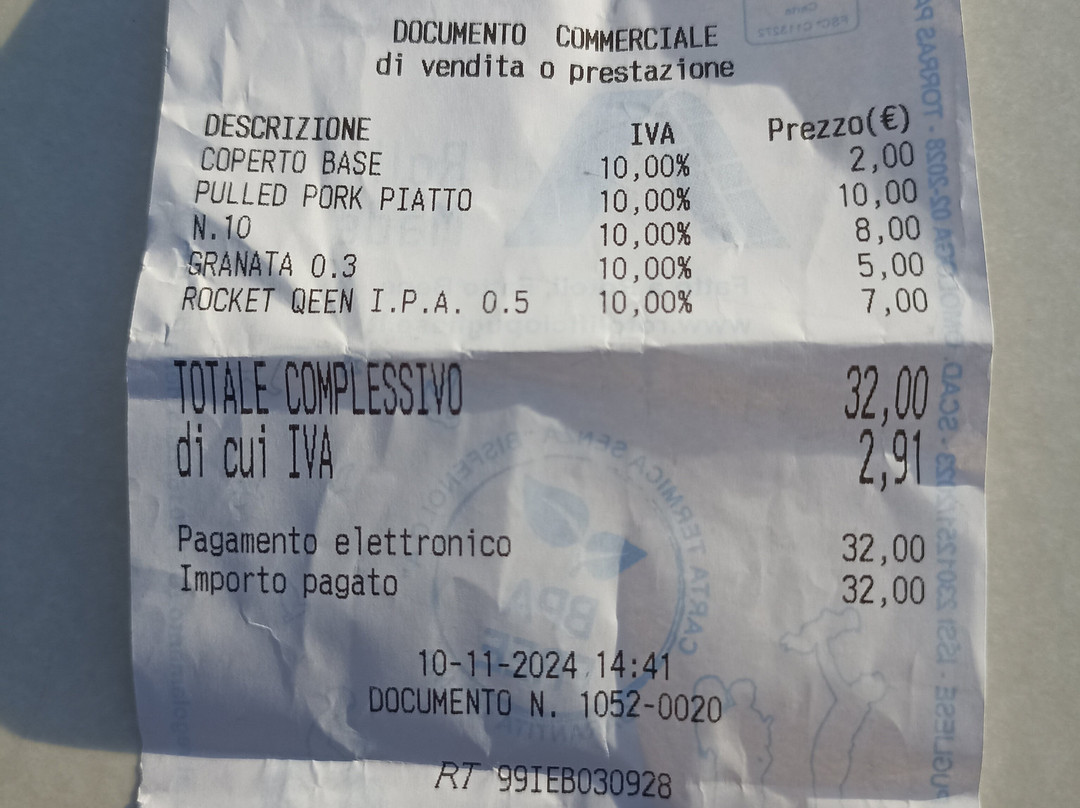 DOCUMENTO COMMERCIALE
di vendita o prestazione
DESCRIZIONE IVA Prezzo(€)
COPERTO BASE 10,00% 2,00
PULLED PORK PIATTO 10,00% 10,00
N.10 10,00% 8,00
GRANATA 0.3 10,00% 5,00
ROCKET QEEN I.P.A. 0.5 10,00% 7,00
TOTALE COMPLESSIVO 32,00
di cui IVA 2,91
Pagamento elettronico 32,00
Importo pagato 32,00
10-11-2024 14:41
DOCUMENTO N. 1052-0020
RT 99IEB030928